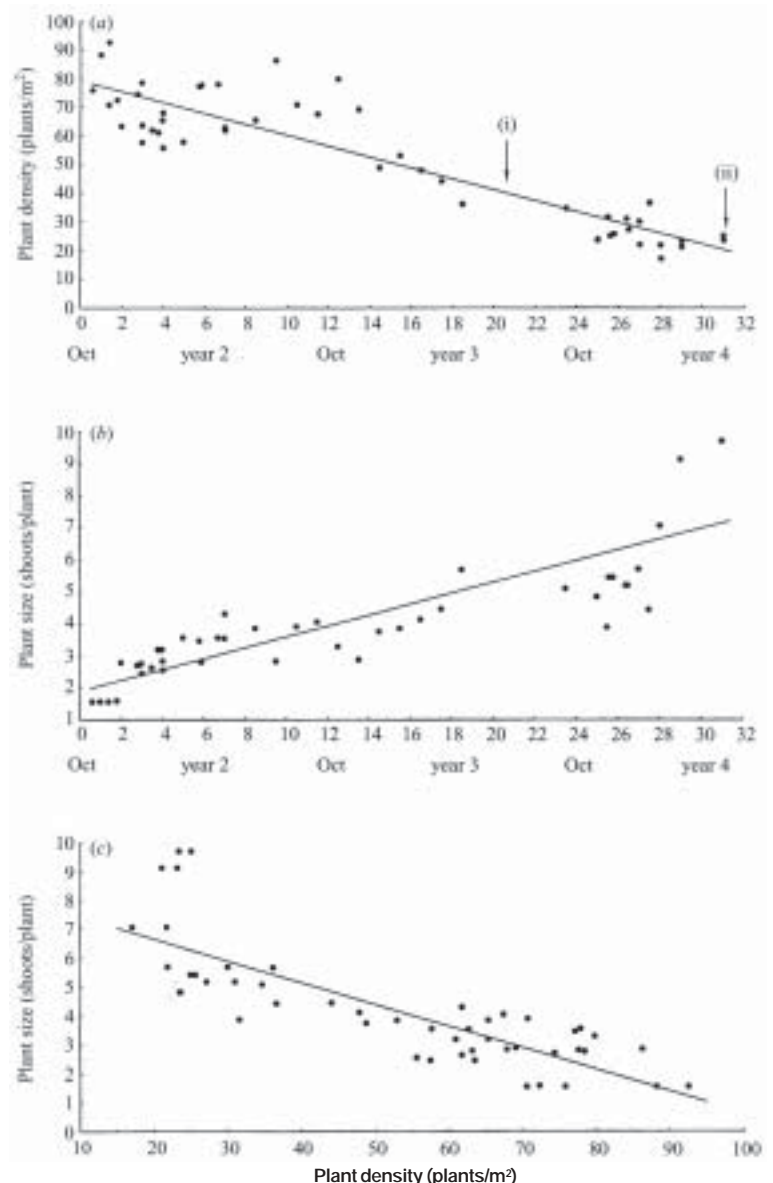 (a)
100
90
80
70
60
50
40
30
20
10
0
Plant density (plants/m²)
(i)
(ii)
0 2 4 6 8 10 12 14 16 18 20 22 24 26 28 30 32
Oct year 2 Oct year 3 Oct year 4
(b)
10
9
8
7
6
5
4
3
2
1
Plant size (shoots/plant)
0 2 4 6 8 10 12 14 16 18 20 22 24 26 28 30 32
Oct year 2 Oct year 3 Oct year 4
(c)
10
9
8
7
6
5
4
3
2
1
0
Plant size (shoots/plant)
10 20 30 40 50 60 70 80 90 100
Plant density (plants/m²)